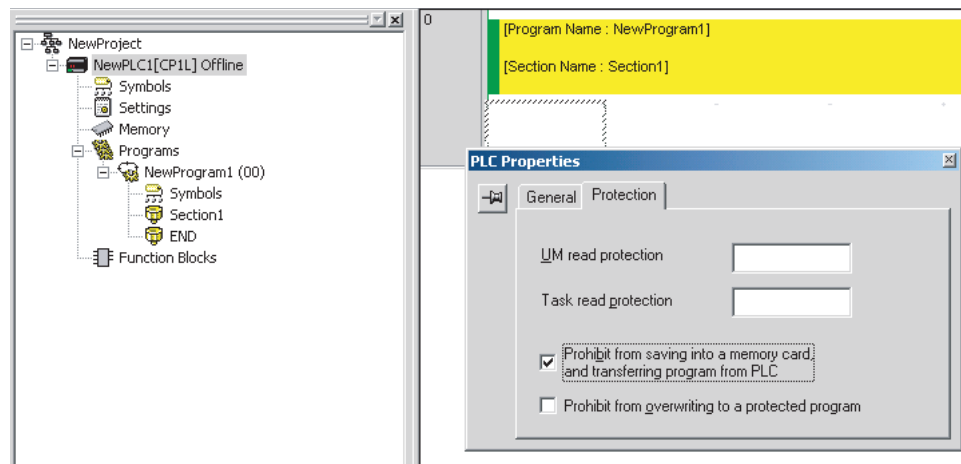 NewProject
NewPLC1[CP1L] Offline
Symbols
Settings
Memory
Programs
NewProgram1 (00)
Symbols
Section1
END
Function Blocks
0
[Program Name : NewProgram1]
[Section Name : Section1]
PLC Properties
General Protection
UM read protection
Task read protection
Prohibit from saving into a memory card,
and transferring program from PLC
Prohibit from overwriting to a protected program